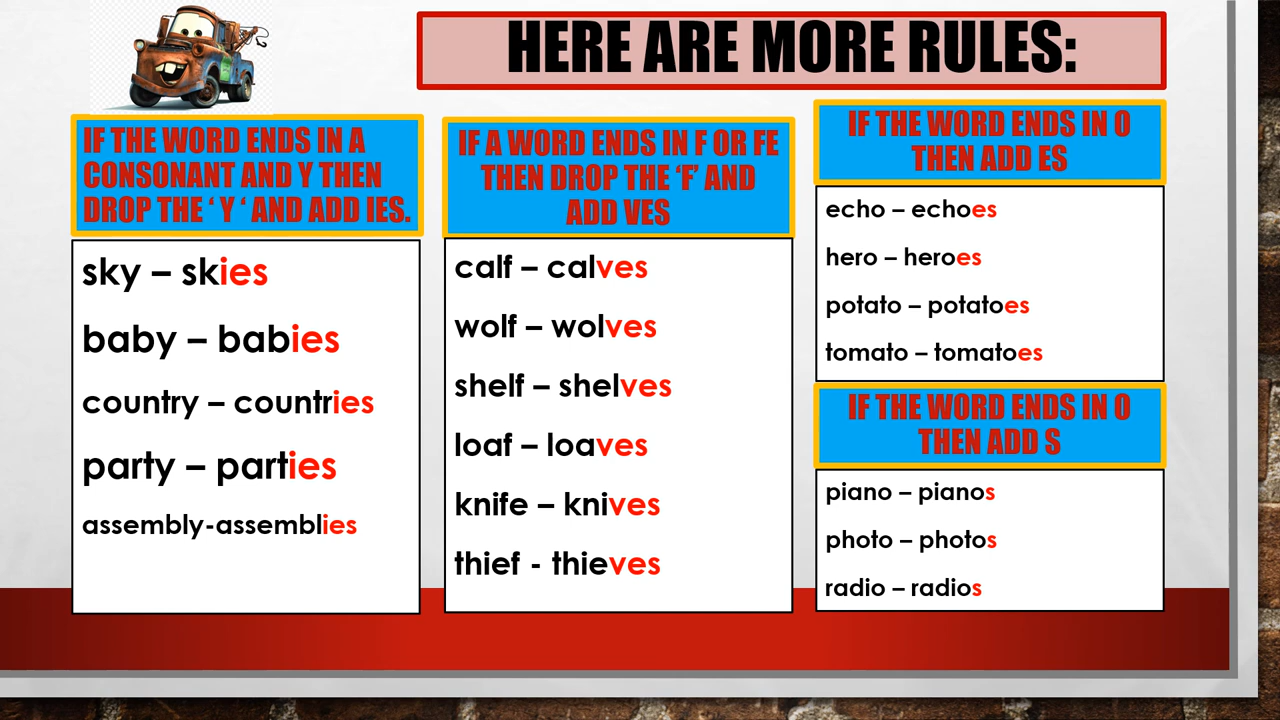 HERE ARE MORE RULES:
IF THE WORD ENDS IN A
CONSONANT AND Y THEN
DROP THE ‘ Y ‘ AND ADD IES.
sky – skies
baby – babies
country – countries
party – parties
assembly-assemblies
IF A WORD ENDS IN F OR FE
THEN DROP THE ‘F’ AND
ADD VES
calf – calves
wolf – wolves
shelf – shelves
loaf – loaves
knife – knives
thief - thieves
IF THE WORD ENDS IN O
THEN ADD ES
echo – echoes
hero – heroes
potato – potatoes
tomato – tomatoes
IF THE WORD ENDS IN O
THEN ADD S
piano – pianos
photo – photos
radio – radios